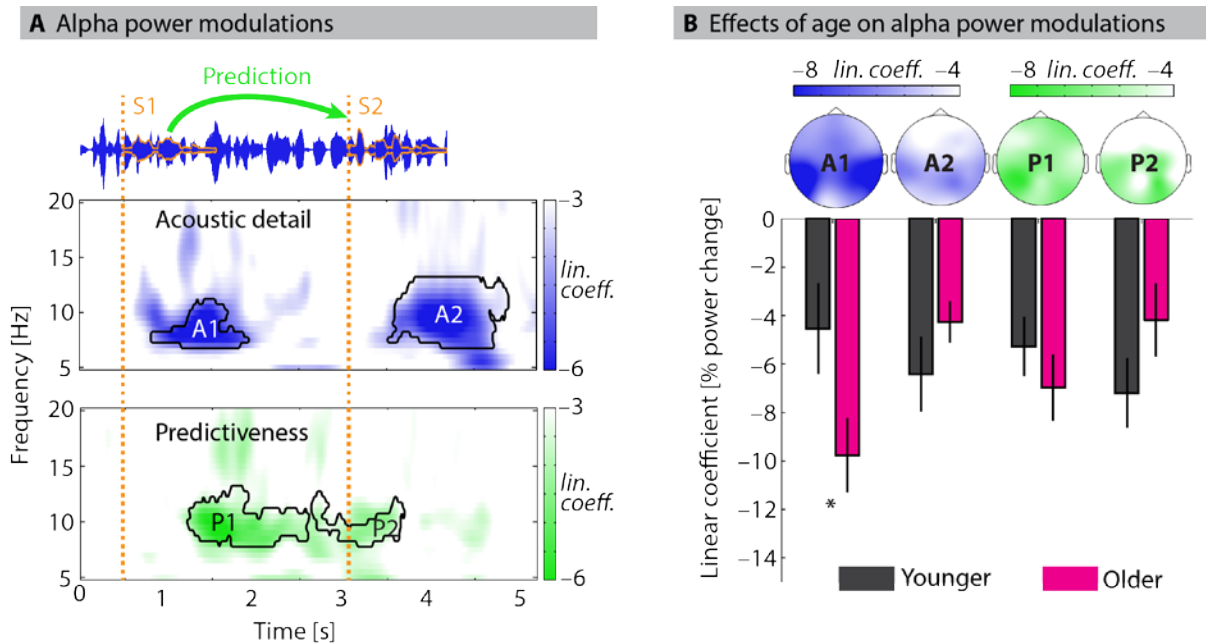 A Alpha power modulations
Prediction
S1
S2
20
15
10
5
Acoustic detail
A1
A2
−3
lin.
coeff.
−6
Frequency [Hz]
20
15
10
5
Predictiveness
P1
P2
−3
lin.
coeff.
−6
0 1 2 3 4 5
Time [s]
B Effects of age on alpha power modulations
−8 lin. coeff. −4
−8 lin. coeff. −4
A1 A2 P1 P2
Linear coefficient [% power change]
0
−2
−4
−6
−8
−10
−12
−14
*
Younger
Older